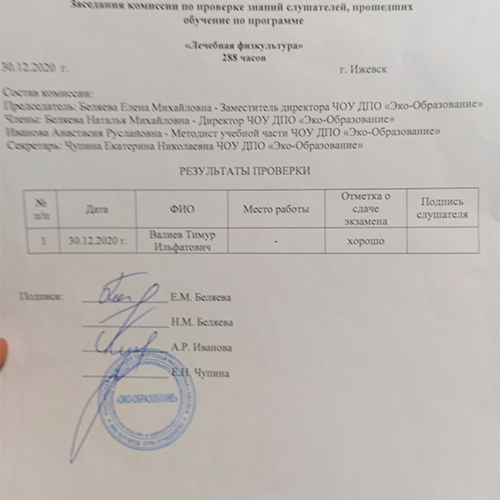 Заседания комиссии по проверке знаний слушателей, прошедших
обучение по программе
«Лечебная физкультура»
288 часов
30.12.2020 г.
г. Ижевск
Состав комиссии:
Председатель: Беляева Елена Михайловна - Заместитель директора ЧОУ ДПО «Эко-Образование»
Члены: Беляева Наталья Михайловна - Директор ЧОУ ДПО «Эко-Образование»
Иванова Анастасия Руслановна - Методист учебной части ЧОУ ДПО «Эко-Образование»
Секретарь: Чупина Екатерина Николаевна ЧОУ ДПО «Эко-Образование»
РЕЗУЛЬТАТЫ ПРОВЕРКИ
№ п/п Дата ФИО Место работы Отметка о сдаче экзамена Подпись слушателя
1 30.12.2020 г. Валиев Тимур Ильфатович - хорошо
Подписи: Е.М. Беляева
Н.М. Беляева
А.Р. Иванова
Е.Н. Чупина
«ЭКО-ОБРАЗОВАНИЕ»